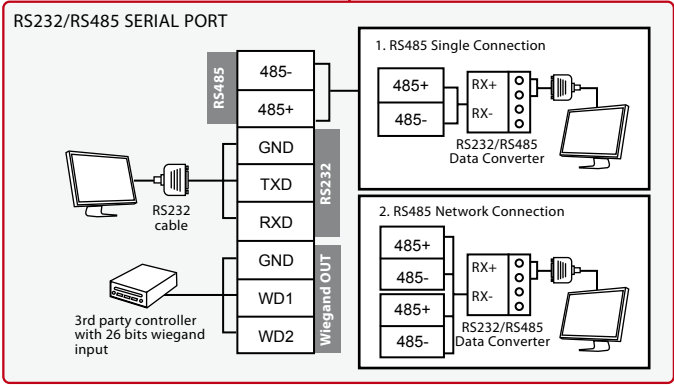 RS232/RS485 SERIAL PORT
RS485
485-
485+
GND
TXD
RXD
RS232
RS232
cable
GND
WD1
WD2
Wiegand OUT
3rd party controller
with 26 bits wiegand
input
1. RS485 Single Connection
485+
485-
RX+
RX-
RS232/RS485
Data Converter
2. RS485 Network Connection
485+
485-
485+
485-
RX+
RX-
RS232/RS485
Data Converter